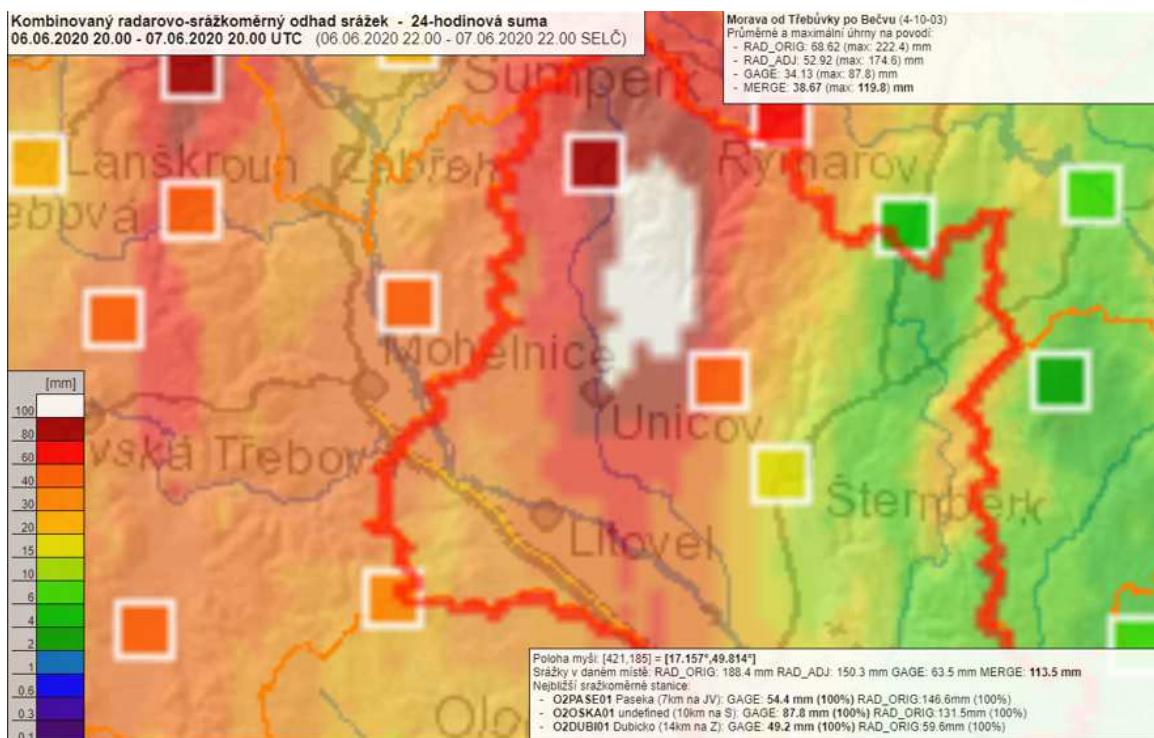 Kombinovaný radarovo-srážkoměrný odhad srážek - 24-hodinová suma
06.06.2020 20.00 - 07.06.2020 20.00 UTC (06.06.2020 22.00 - 07.06.2020 22.00 SELČ)
Morava od Třebůvky po Bečvu (4-10-03)
Průměrné a maximální úhrny na povodí:
- RAD_ORIG: 68.62 (max: 222.4) mm
- RAD_ADJ: 52.92 (max: 174.6) mm
- GAGE: 34.13 (max: 87.8) mm
- MERGE: 38.67 (max: 119.8) mm
Šumperk
Lanškroun
Zábřeh
Rýmařov
ebová
Mohelnice
Uničov
vská Třebov
Šternberk
Litovel
Olo
[mm]
100
80
60
40
30
20
15
10
6
4
2
1
0.6
0.3
0.1
Poloha myši: [421,185] = [17.157°,49.814°]
Srážky v daném místě: RAD_ORIG: 188.4 mm RAD_ADJ: 150.3 mm GAGE: 63.5 mm MERGE: 113.5 mm
Nejbližší sražkoměrné stanice:
- O2PASE01 Paseka (7km na JV): GAGE: 54.4 mm (100%) RAD_ORIG:146.6mm (100%)
- O2OSKA01 undefined (10km na S): GAGE: 87.8 mm (100%) RAD_ORIG:131.5mm (100%)
- O2DUBI01 Dubicko (14km na Z): GAGE: 49.2 mm (100%) RAD_ORIG:59.6mm (100%)